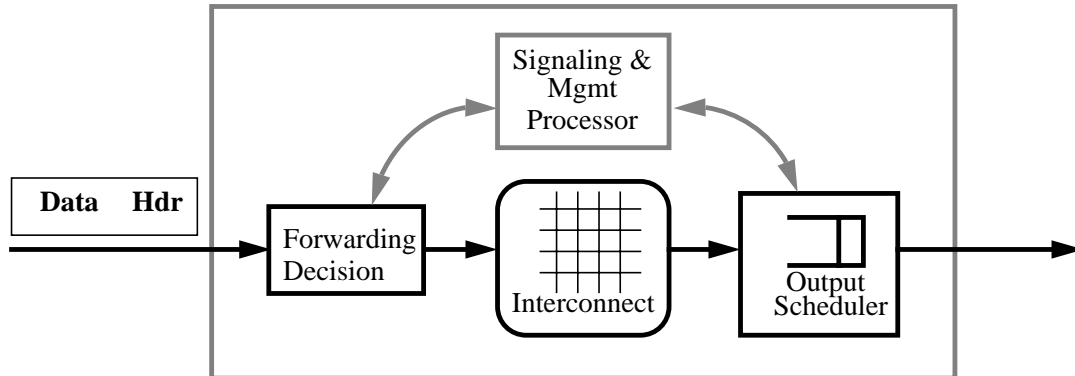 Signaling &
Mgmt
Processor
Data Hdr
Forwarding
Decision
Interconnect
Output
Scheduler